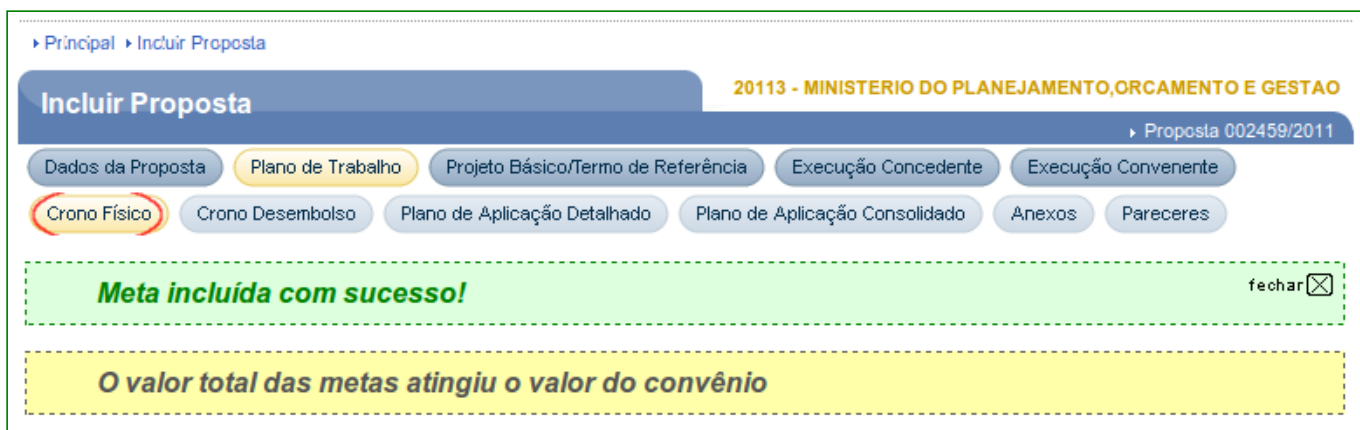 Principal Incluir Proposta
20113 - MINISTERIO DO PLANEJAMENTO,ORCAMENTO E GESTAO
Incluir Proposta
Proposta 002459/2011
Dados da Proposta Plano de Trabalho Projeto Básico/Termo de Referência Execução Concedente Execução Convenente
Crono Físico Crono Desembolso Plano de Aplicação Detalhado Plano de Aplicação Consolidado Anexos Pareceres
fechar
Meta incluída com sucesso!
O valor total das metas atingiu o valor do convênio